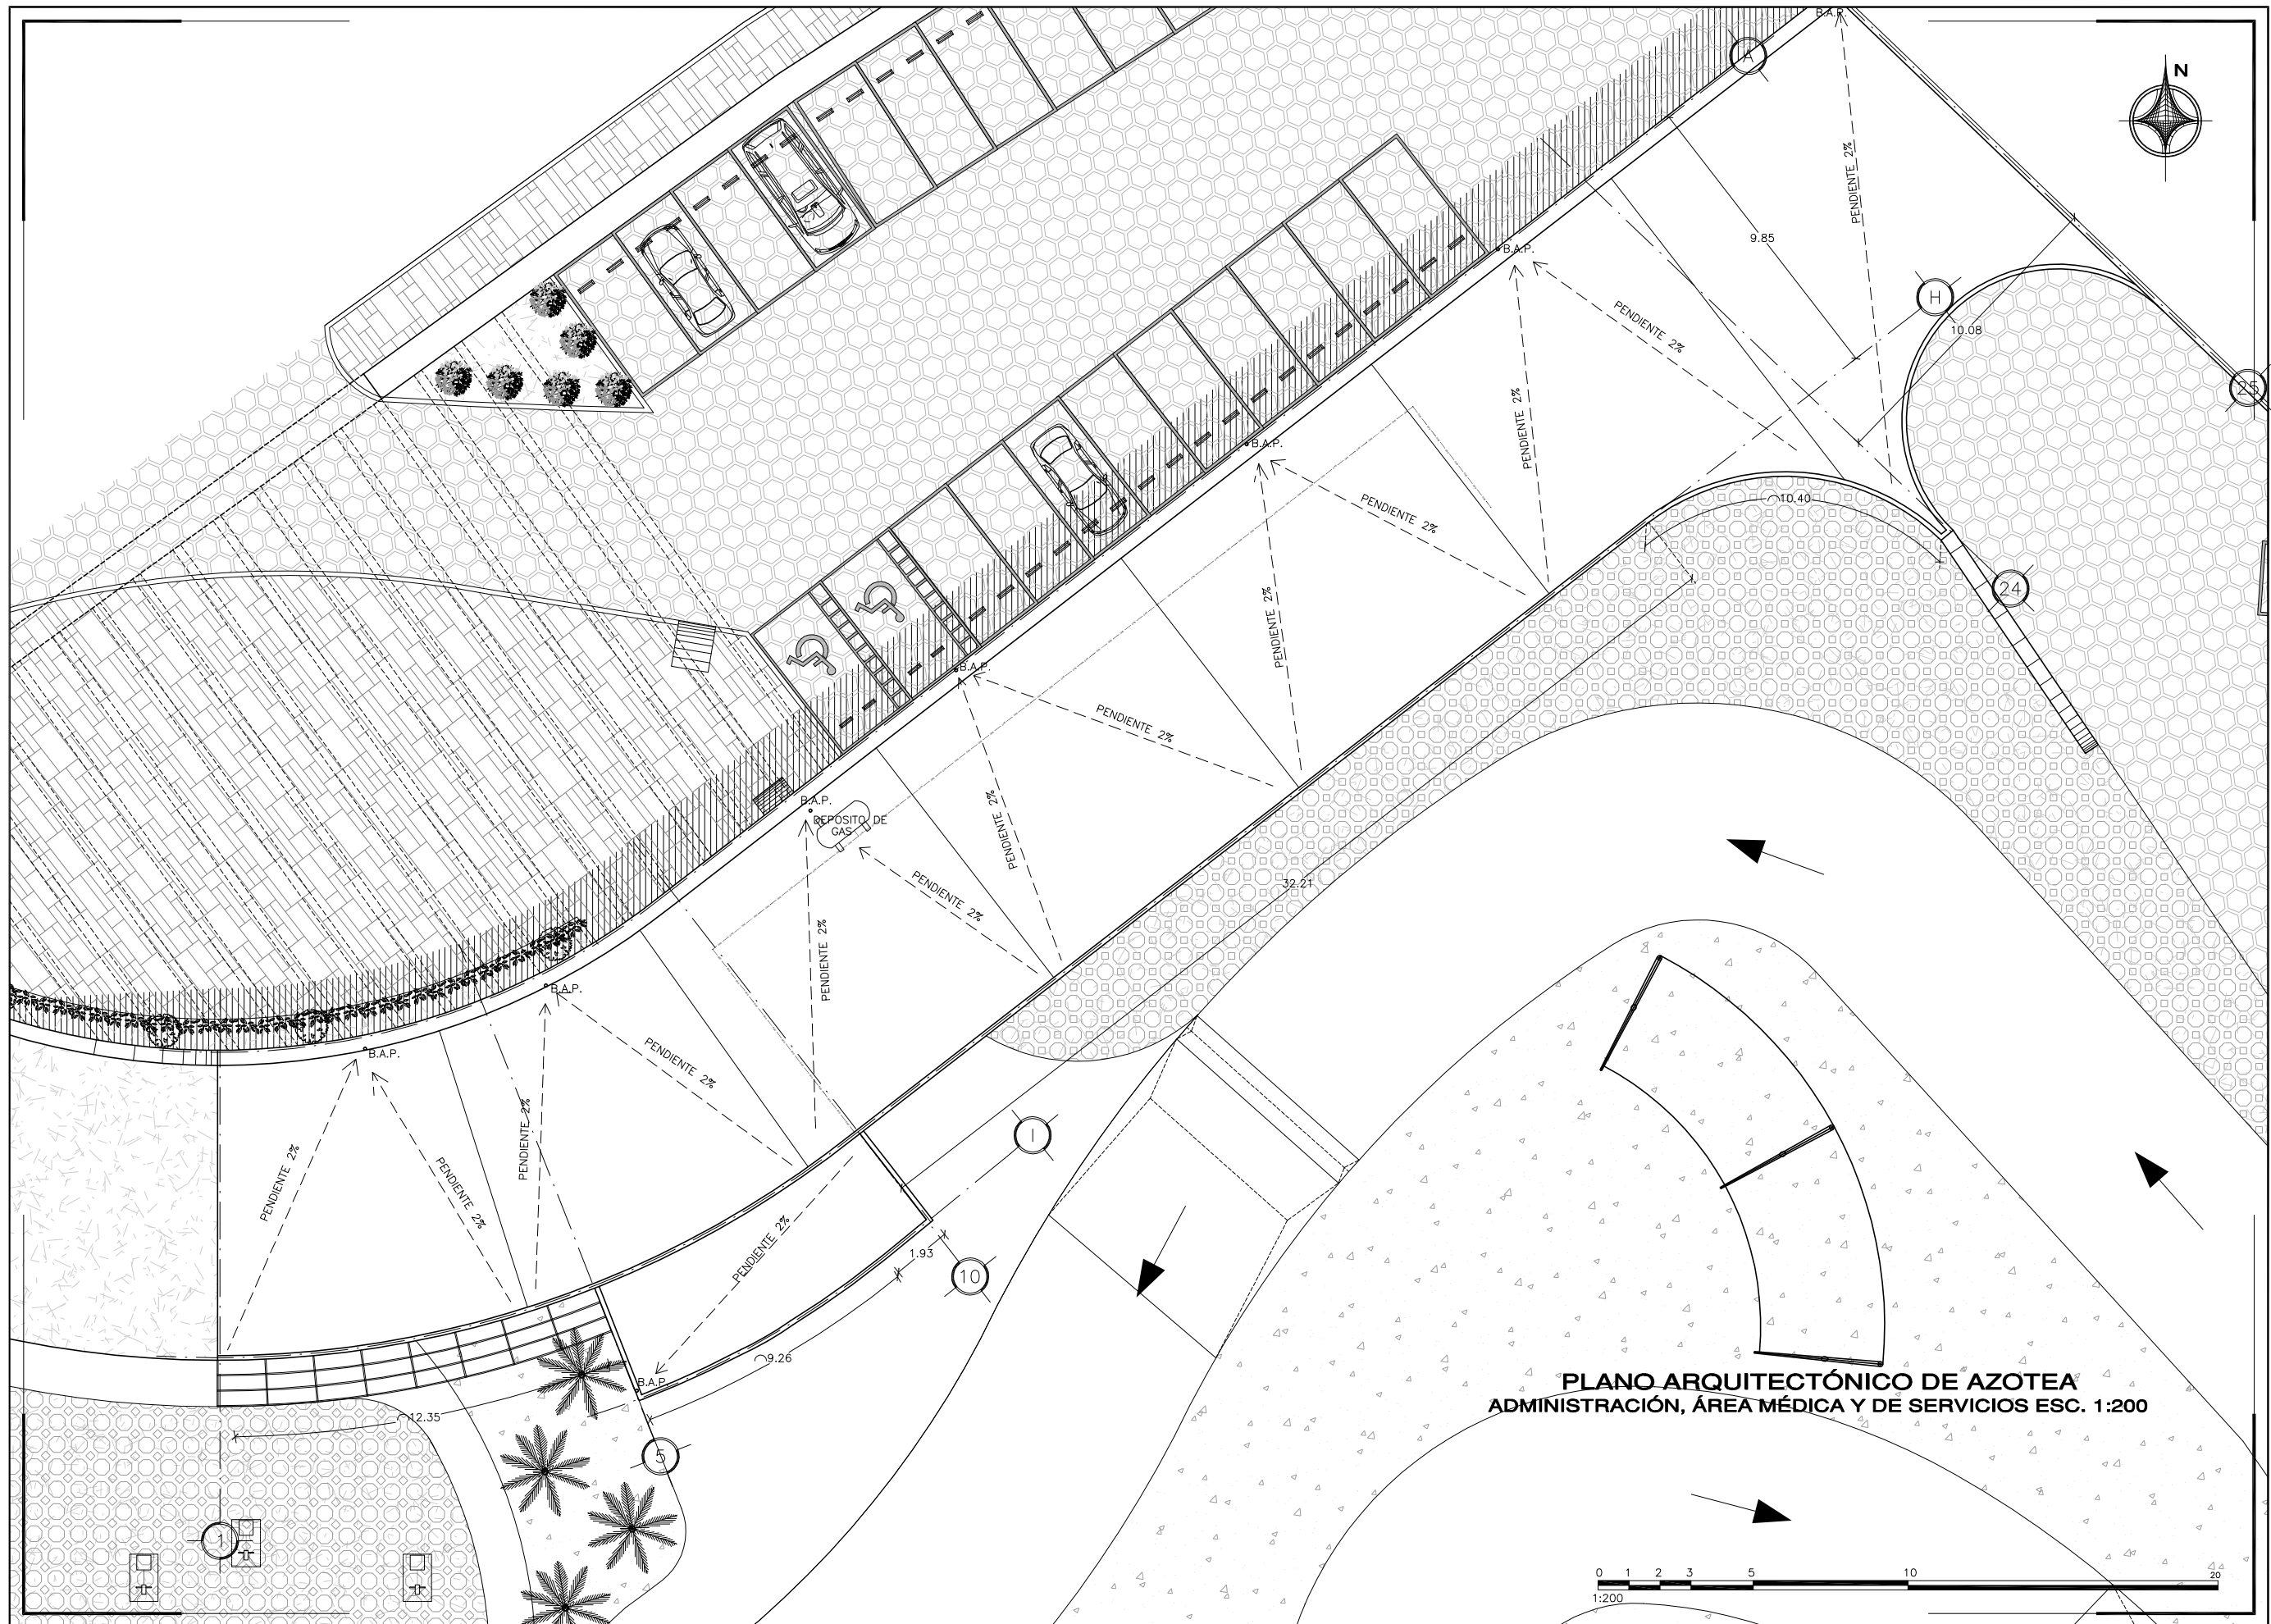 B.A.P.
A
N
PENDIENTE 2%
9.85
B.A.P.
H
10.08
PENDIENTE 2%
25
PENDIENTE 2%
B.A.P.
10.40
PENDIENTE 2%
24
PENDIENTE 2%
B.A.P.
PENDIENTE 2%
B.A.P.
DEPOSITO DE
GAS
PENDIENTE 2%
PENDIENTE 2%
32.21
PENDIENTE 2%
B.A.P.
B.A.P.
PENDIENTE 2%
PENDIENTE 2%
I
PENDIENTE 2%
PENDIENTE 2%
PENDIENTE 2%
PENDIENTE 2%
1.93
10
9.26
B.A.P.
12.35
5
1
PLANO ARQUITECTÓNICO DE AZOTEA
ADMINISTRACIÓN, ÁREA MÉDICA Y DE SERVICIOS ESC. 1:200
0 1 2 3 5 10 20
1:200